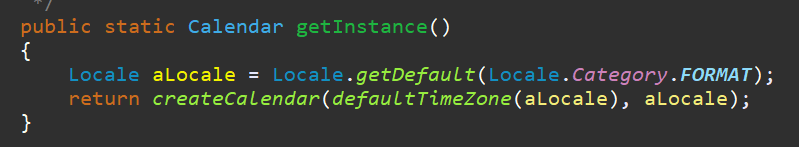 */
public static Calendar getInstance()
{
    Locale aLocale = Locale.getDefault(Locale.Category.FORMAT);
    return createCalendar(defaultTimeZone(aLocale), aLocale);
}